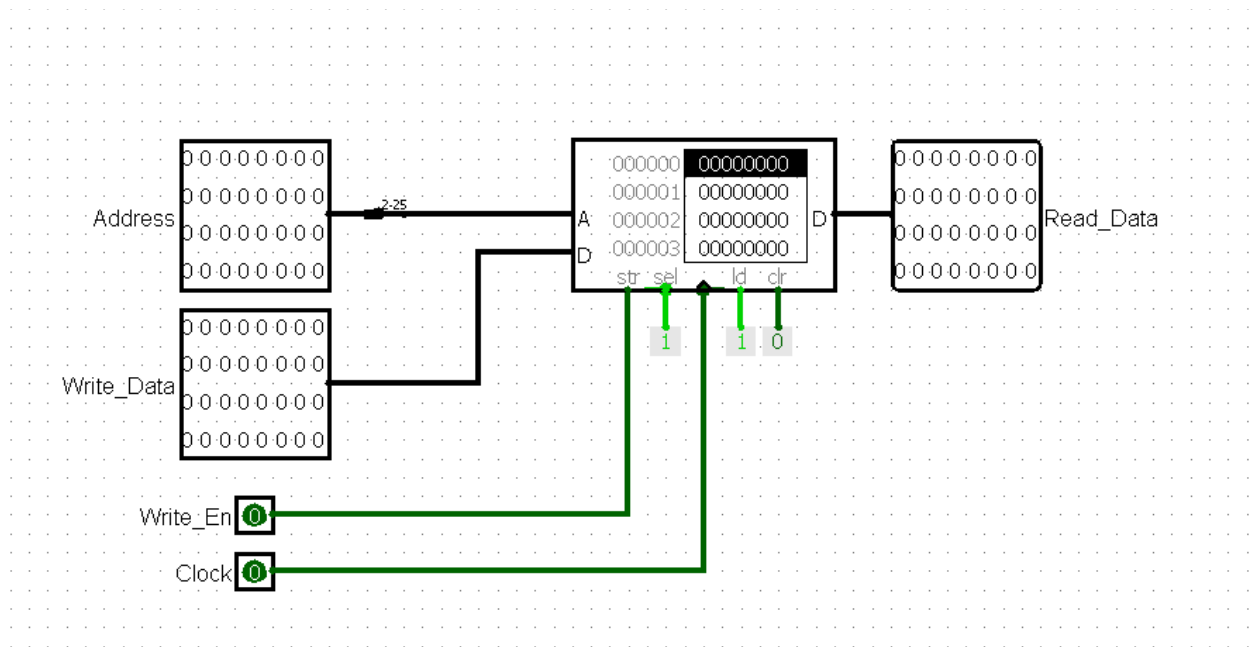 0 0 0 0 0 0 0 0
0 0 0 0 0 0 0 0
0 0 0 0 0 0 0 0
0 0 0 0 0 0 0 0
Address
2-25
A
D
000000 00000000
000001 00000000
000002 00000000
000003 00000000
D
str sel ld clr
1 1 0
0 0 0 0 0 0 0 0
0 0 0 0 0 0 0 0
0 0 0 0 0 0 0 0
0 0 0 0 0 0 0 0
Read_Data
0 0 0 0 0 0 0 0
0 0 0 0 0 0 0 0
0 0 0 0 0 0 0 0
0 0 0 0 0 0 0 0
Write_Data
Write_En 0
Clock 0